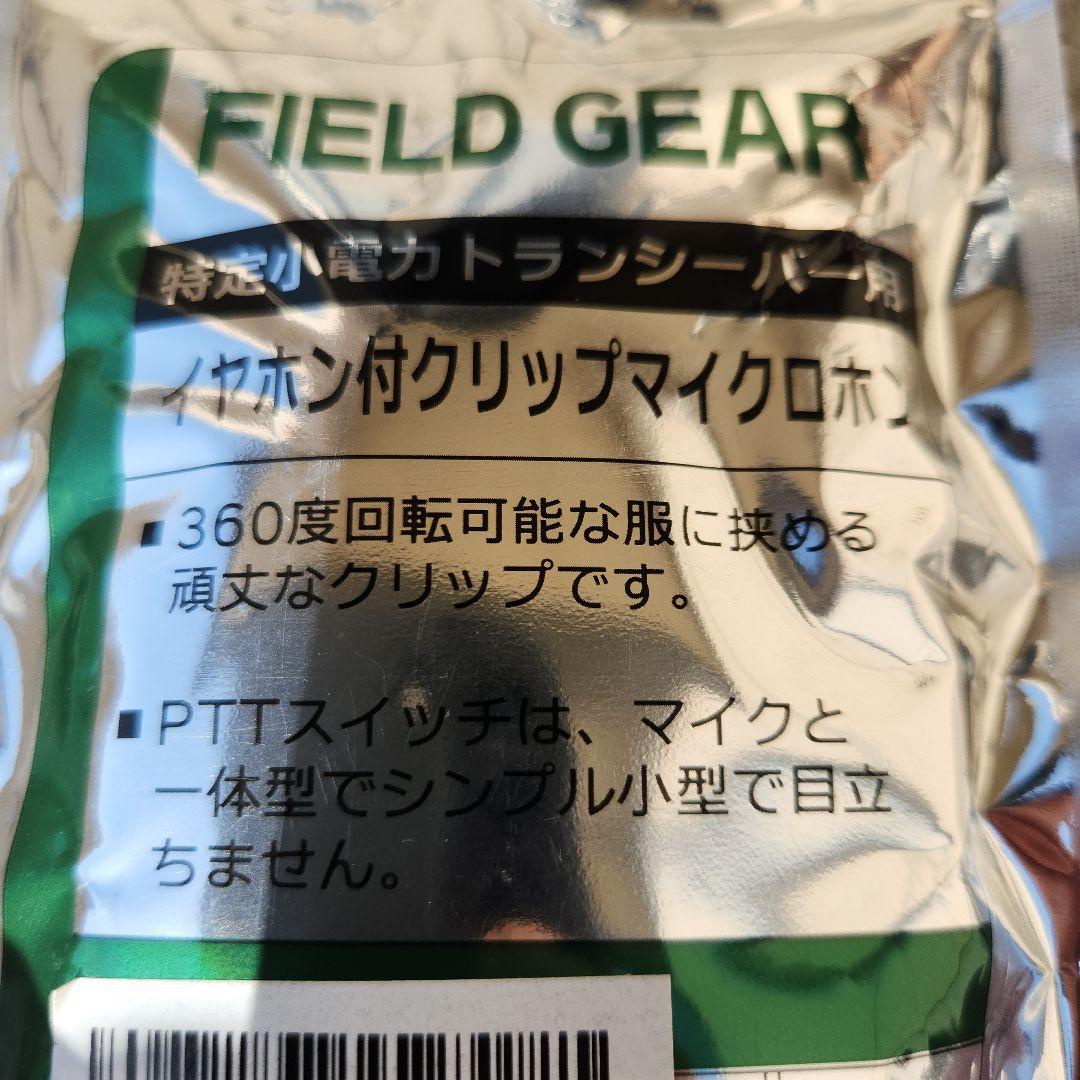 FIELD GEAR
特定小電力トランシーバー用
イヤホン付クリップマイクロホン
■360度回転可能な服に挟める
頑丈なクリップです。
■PTTスイッチは、マイクと
一体型でシンプル小型で目立
ちません。